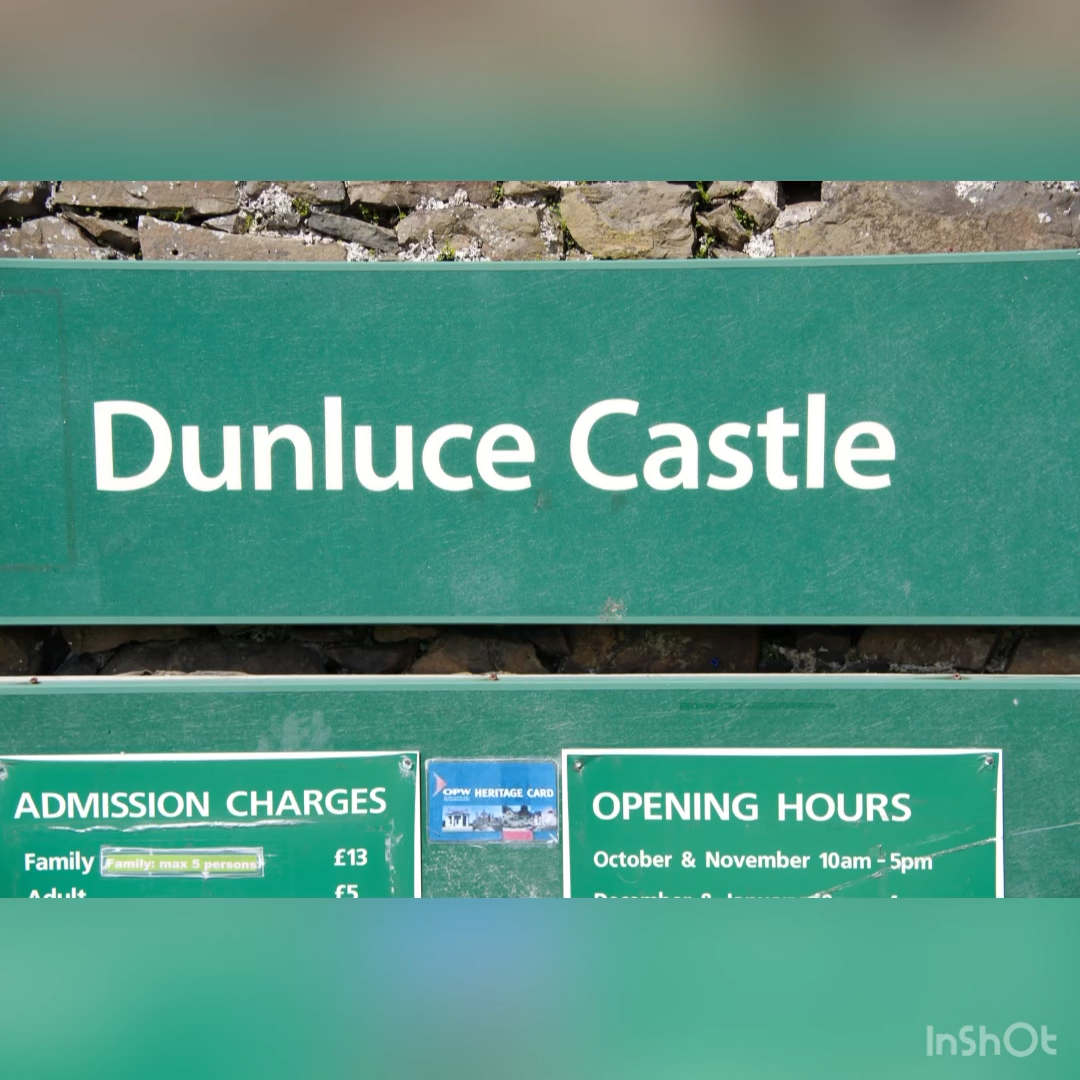 Dunluce Castle
ADMISSION CHARGES
Family Family: max 5 persons £13
Adult £5
OPW HERITAGE CARD
OPENING HOURS
October & November 10am - 5pm
InShOt